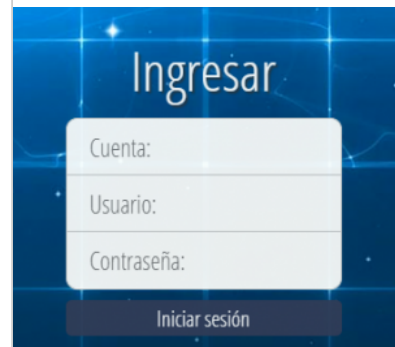 Ingresar
Cuenta:
Usuario:
Contraseña:
Iniciar sesión